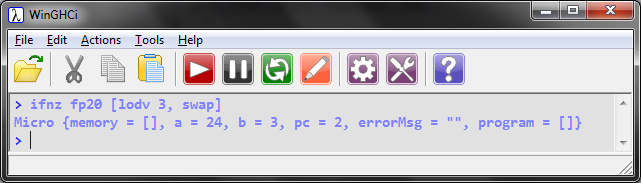 WinGHCi
File Edit Actions Tools Help
> ifnz fp20 [lodv 3, swap]
Micro {memory = [], a = 24, b = 3, pc = 2, errorMsg = "", program = []}
>